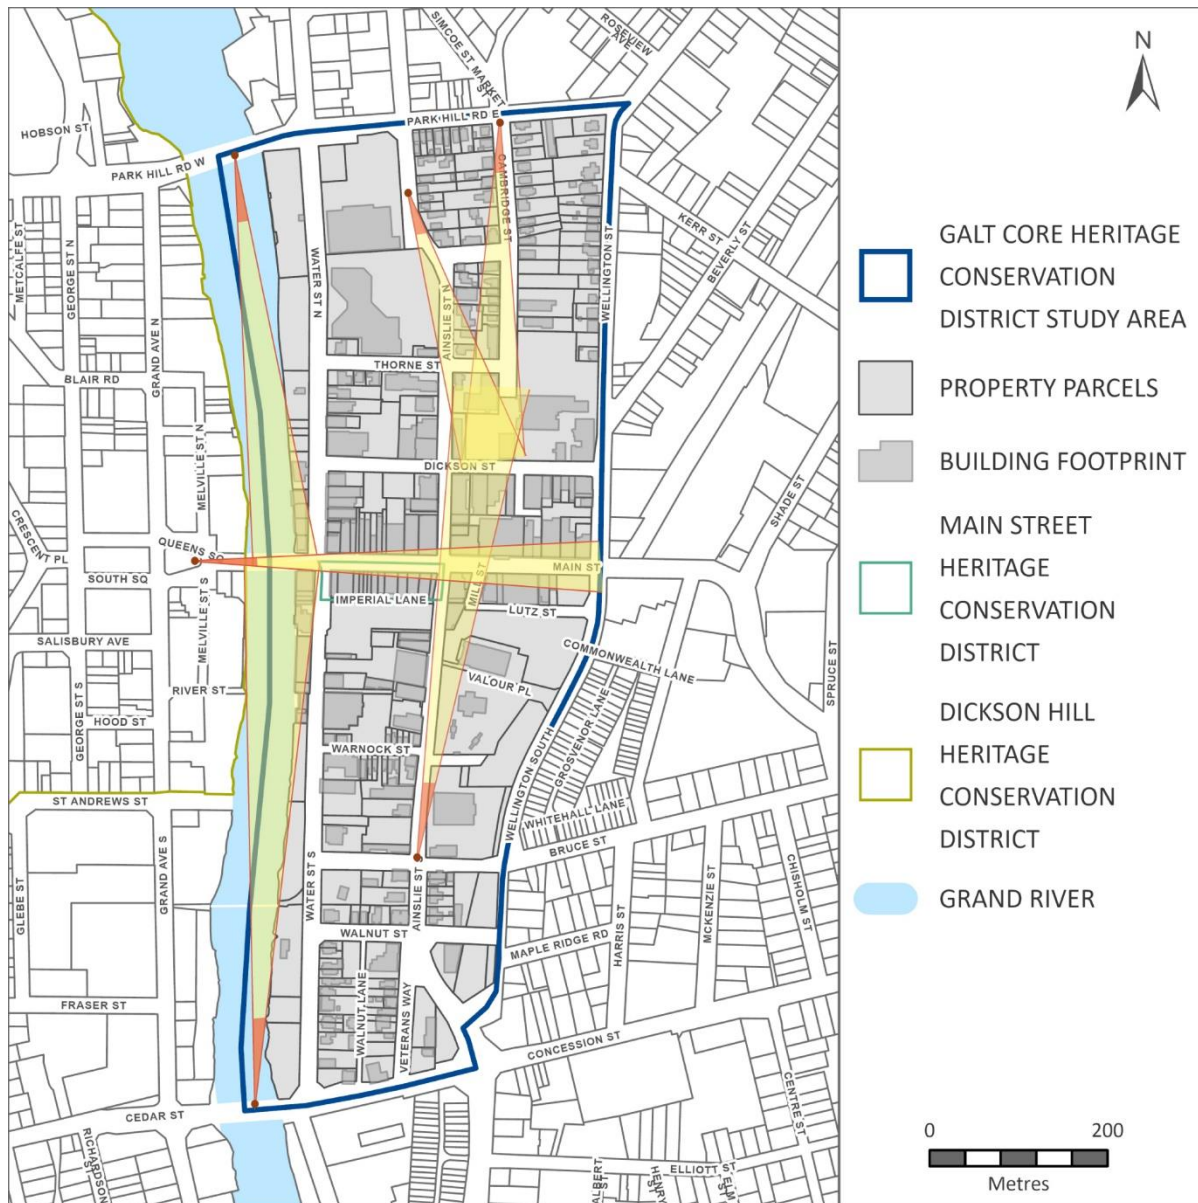 SIMCOE ST
MARKET ST
ROSEVIEW AVE
N
HOBSON ST
PARK HILL RD E
PARK HILL RD W
CAMBRIDGE ST
KERR ST
BEVERLY ST
METCALFE ST
GEORGE ST N
GRAND AVE N
WATER ST N
AINSLIE ST N
WELLINGTON ST
THORNE ST
BLAIR RD
MELVILLE ST N
DICKSON ST
SHADE ST
CRESCENT PL
QUEENS SQ
SOUTH SQ
MAIN ST
MILL ST
IMPERIAL LANE
LUTZ ST
SALISBURY AVE
MELVILLE ST S
COMMONWEALTH LANE
SPRUCE ST
VALOUR PL
RIVER ST
GEORGE ST S
HOOD ST
WARNOCK ST
GROSVENOR LANE
WELLINGTON SOUTH
ST ANDREWS ST
WHITEHALL LANE
BRUCE ST
GLEBE ST
GRAND AVE S
WATER ST S
AINSLIE ST S
CHISHOLM ST
MCKENZIE ST
HARRIS ST
WALNUT ST
MAPLE RIDGE RD
FRASER ST
WALNUT LANE
VETERANS WAY
CONCESSION ST
CENTRE ST
CEDAR ST
RICHARDSON ST
ELLIOTT ST
ALBERT ST
HENRY ST
ELM ST
GALT CORE HERITAGE
CONSERVATION
DISTRICT STUDY AREA
PROPERTY PARCELS
BUILDING FOOTPRINT
MAIN STREET
HERITAGE
CONSERVATION
DISTRICT
DICKSON HILL
HERITAGE
CONSERVATION
DISTRICT
GRAND RIVER
0 200
Metres